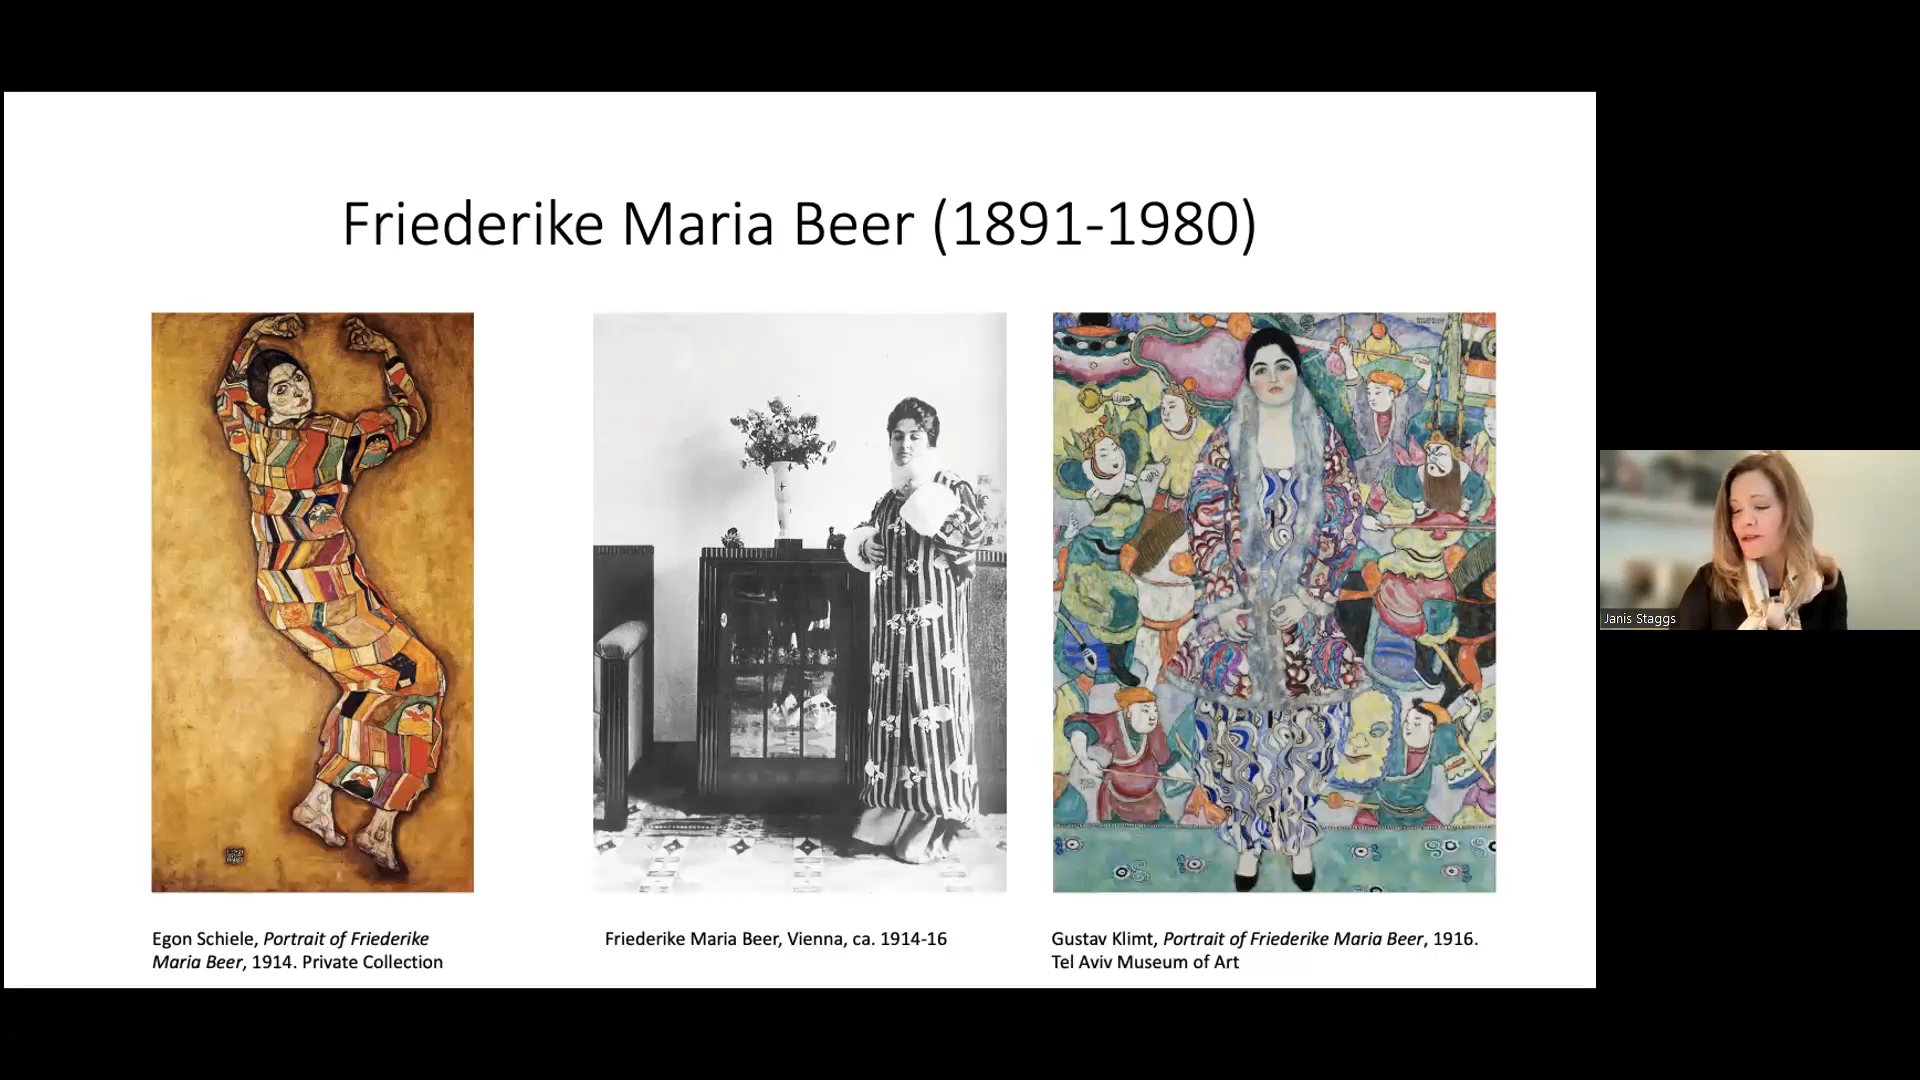 Friederike Maria Beer (1891-1980)
Egon Schiele, Portrait of Friederike
Maria Beer, 1914. Private Collection
Friederike Maria Beer, Vienna, ca. 1914-16
Gustav Klimt, Portrait of Friederike Maria Beer, 1916.
Tel Aviv Museum of Art
Janis Staggs